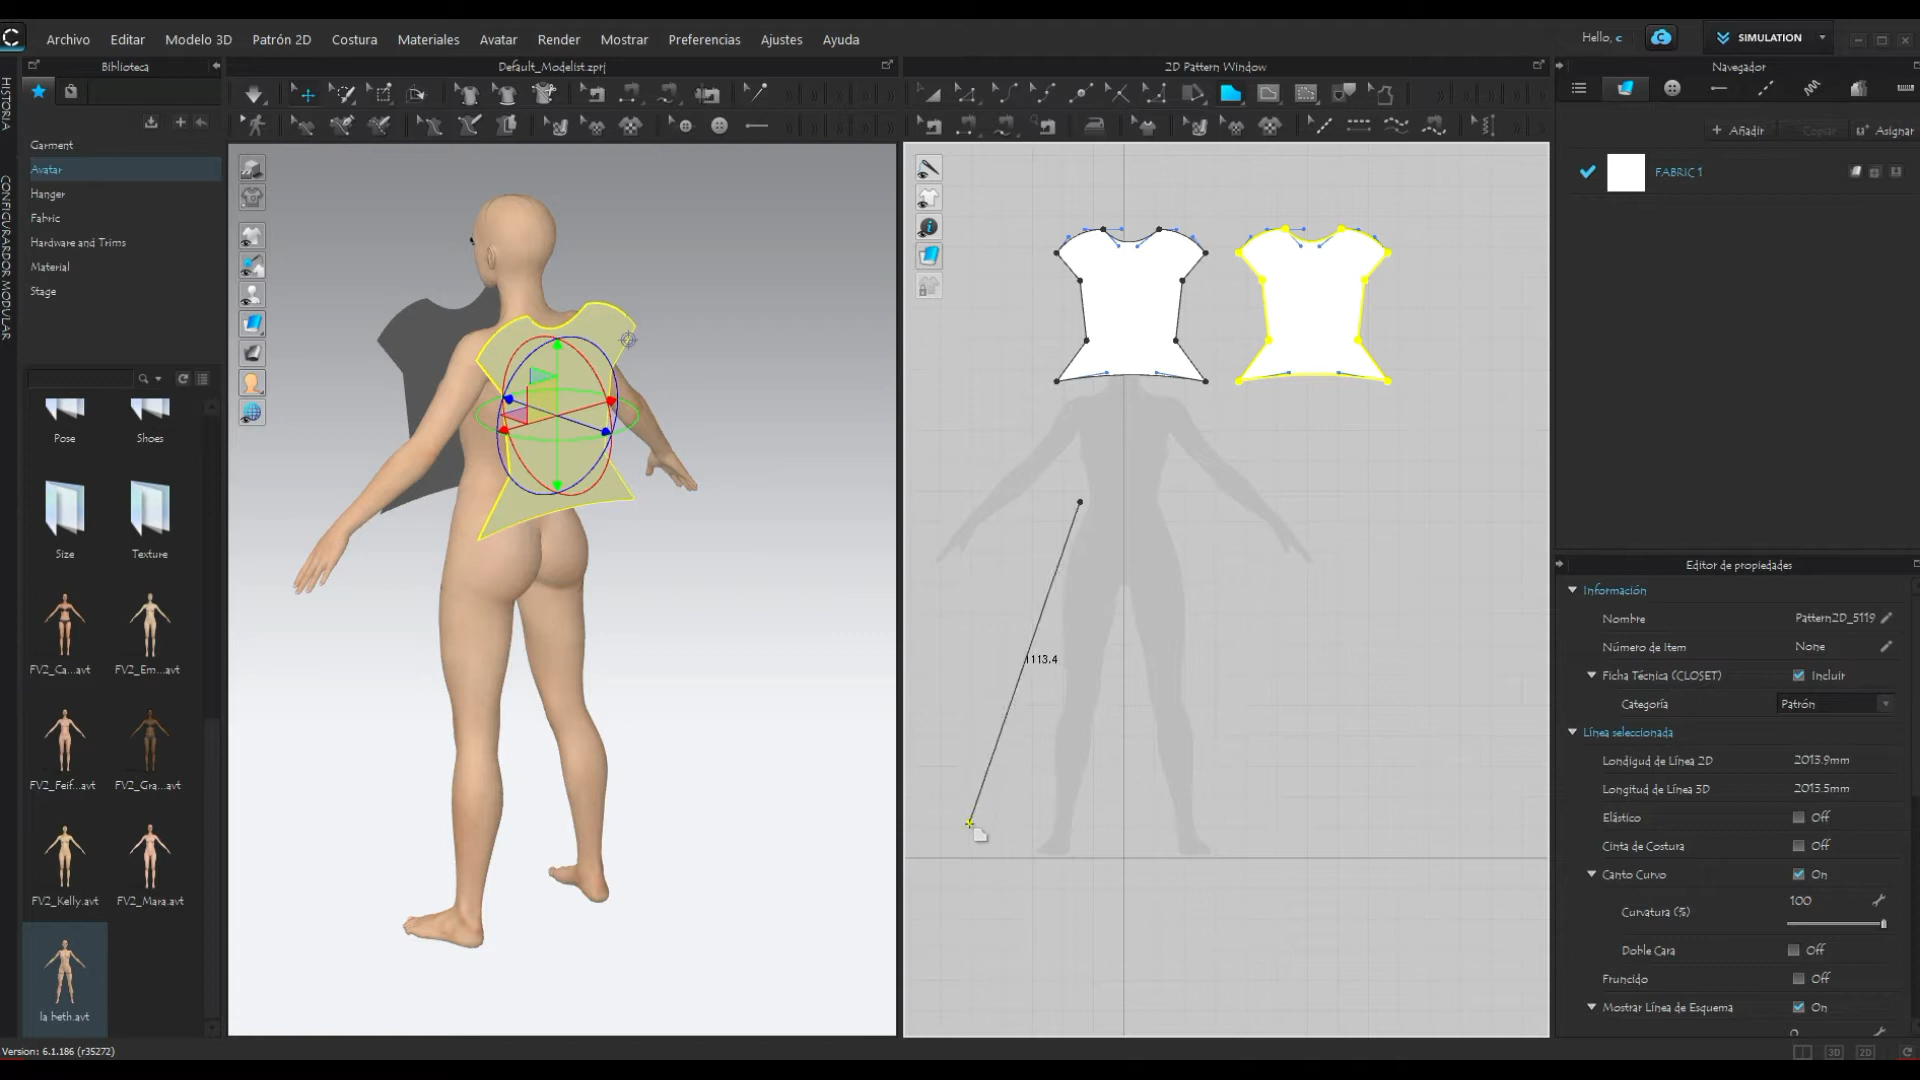 Archivo Editar Modelo 3D Patrón 2D Costura Materiales Avatar Render Mostrar Preferencias Ajustes Ayuda
Hello, c
SIMULATION
Biblioteca
Default_Modelist.zprj
2D Pattern Window
Navegador
HISTORIA
CONFIGURARDOR MODULAR
Añadir
Copiar
Asignar
Garment
Avatar
Hanger
Fabric
Hardware and Trims
Material
Stage
FABRIC 1
Pose
Shoes
Size
Texture
FV2_Ca...avt
FV2_Em...avt
FV2_Feif...avt
FV2_Gra...avt
FV2_Kelly.avt
FV2_Mara.avt
la beth.avt
1113.4
Editor de propiedades
Información
Nombre Pattern2D_5119
Número de Item None
Ficha Técnica (CLOSET) Incluir
Categoría Patrón
Línea seleccionada
Londigud de Línea 2D 2013.9mm
Longitud de Línea 3D 2013.5mm
Elástico Off
Cinta de Costura Off
Canto Curvo On
Curvatura (%) 100
Doble Cara Off
Fruncido Off
Mostrar Línea de Esquema On
Version: 6.1.186 (r35272)
3D
2D